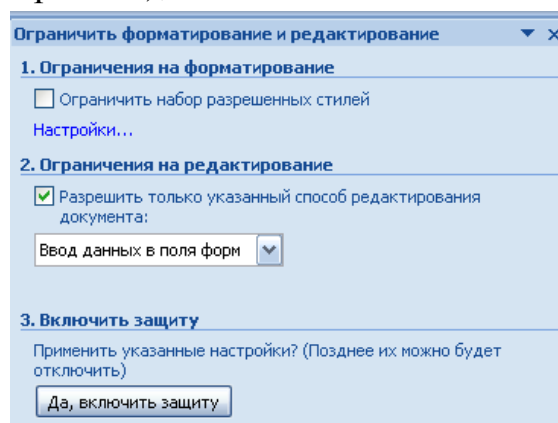 Ограничить форматирование и редактирование
1. Ограничения на форматирование
Ограничить набор разрешенных стилей
Настройки...
2. Ограничения на редактирование
Разрешить только указанный способ редактирования
документа:
Ввод данных в поля форм
3. Включить защиту
Применить указанные настройки? (Позднее их можно будет
отключить)
Да, включить защиту